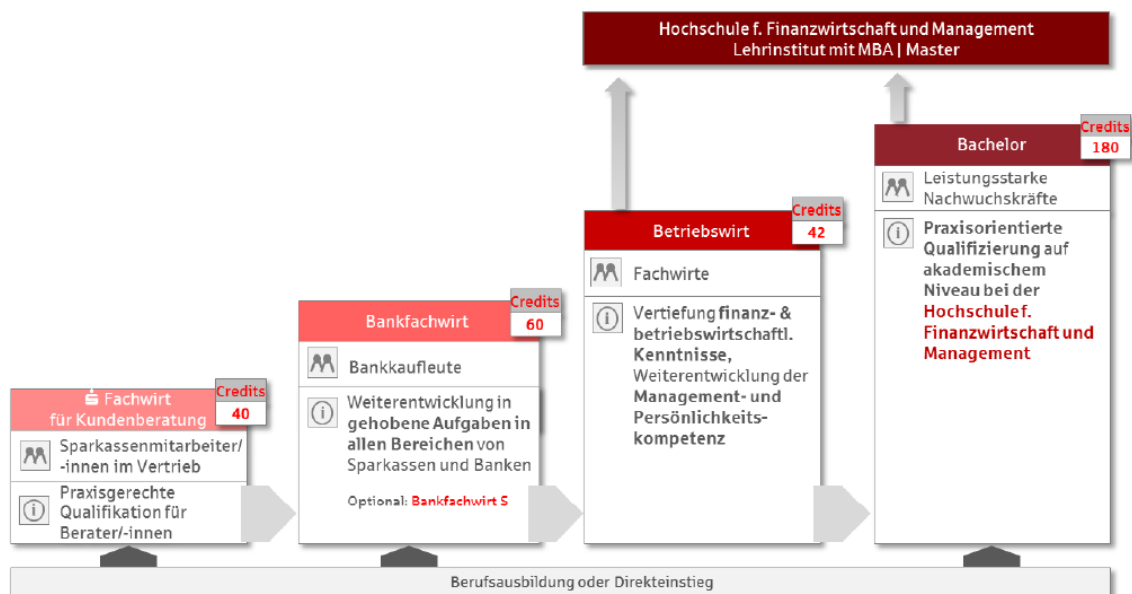 Hochschule f. Finanzwirtschaft und Management
Lehrinstitut mit MBA | Master
Fachwirt
für Kundenberatung
Credits
40
Sparkassenmitarbeiter/
-innen im Vertrieb
Praxisgerechte
Qualifikation für
Berater/-innen
Bankfachwirt
Credits
60
Bankkaufleute
Weiterentwicklung in
gehobene Aufgaben in
allen Bereichen von
Sparkassen und Banken
Optional: Bankfachwirt S
Betriebswirt
Credits
42
Fachwirte
Vertiefung finanz- &
betriebswirtschaftl.
Kenntnisse,
Weiterentwicklung der
Management- und
Persönlichkeits-
kompetenz
Bachelor
Credits
180
Leistungsstarke
Nachwuchskräfte
Praxisorientierte
Qualifizierung auf
akademischem
Niveau bei der
Hochschule f.
Finanzwirtschaft und
Management
Berufsausbildung oder Direkteinstieg